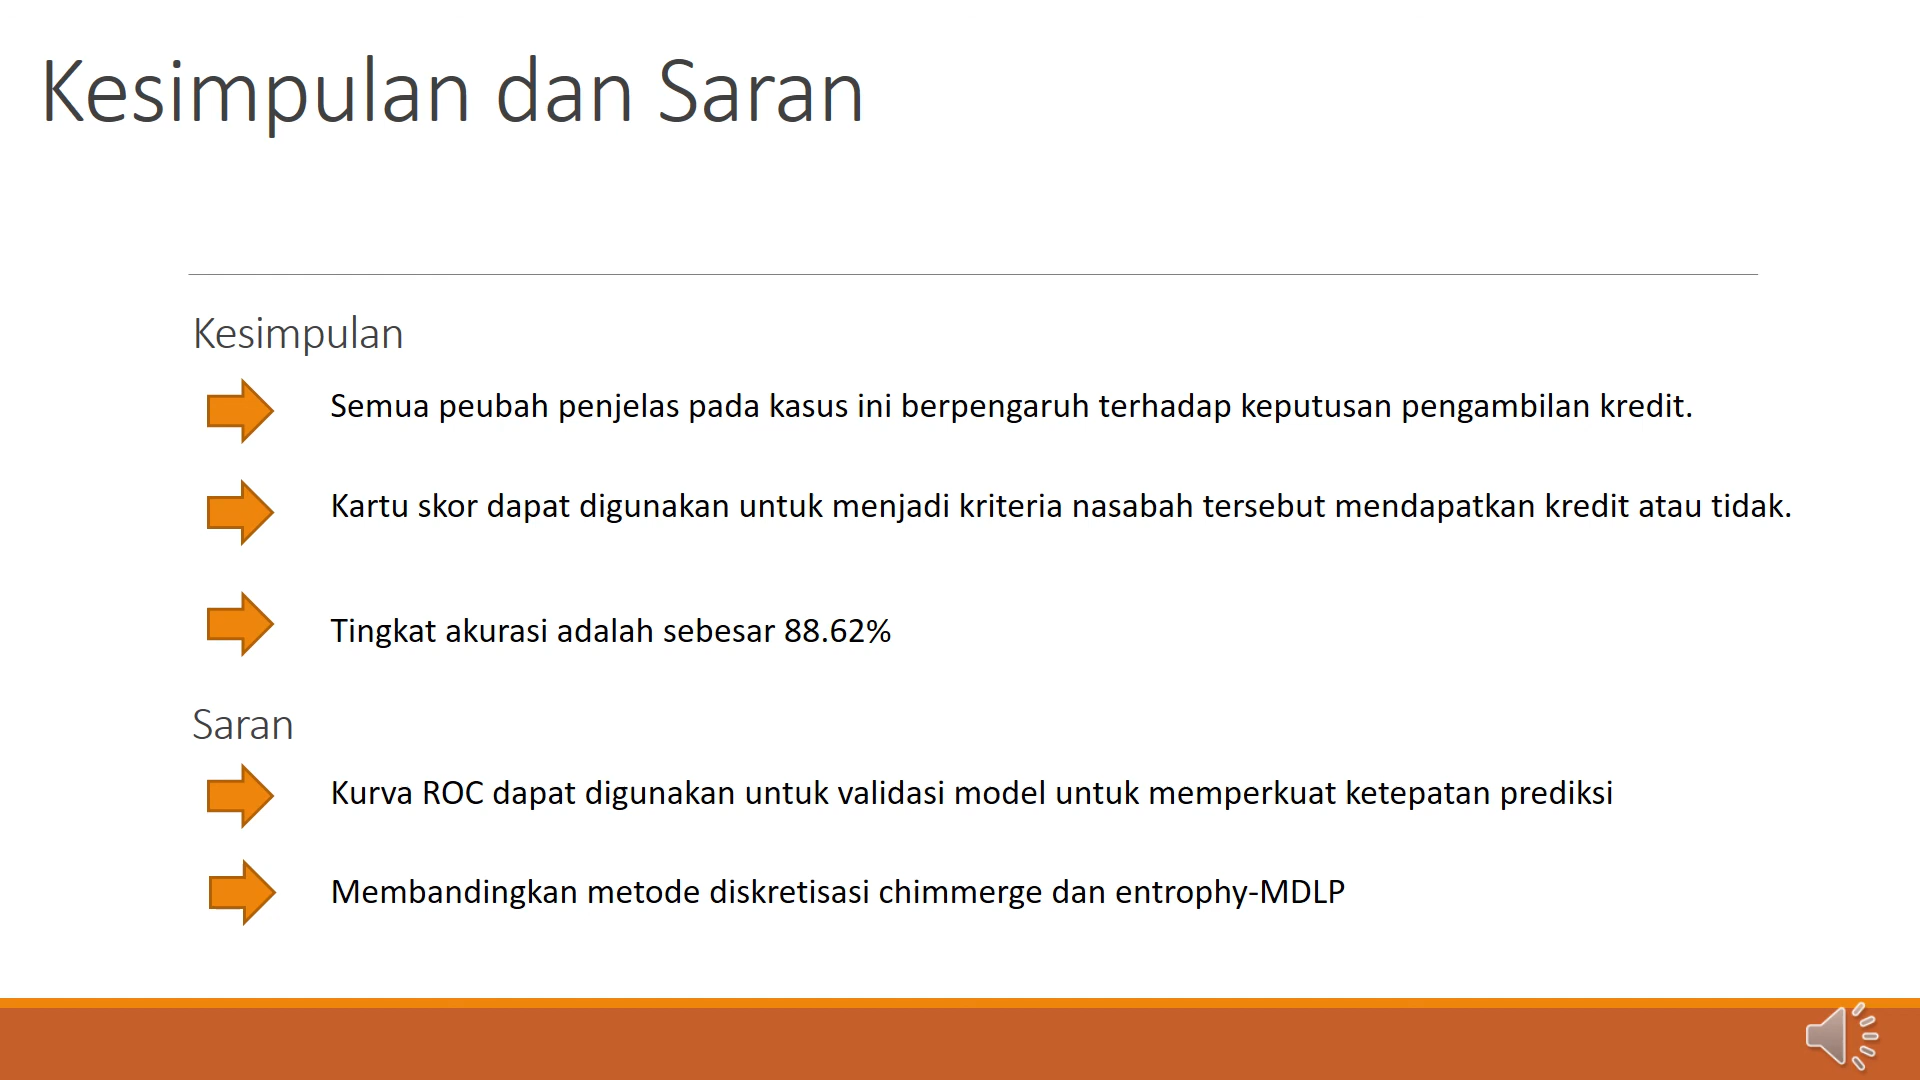 Kesimpulan dan Saran
Kesimpulan
Semua peubah penjelas pada kasus ini berpengaruh terhadap keputusan pengambilan kredit.
Kartu skor dapat digunakan untuk menjadi kriteria nasabah tersebut mendapatkan kredit atau tidak.
Tingkat akurasi adalah sebesar 88.62%
Saran
Kurva ROC dapat digunakan untuk validasi model untuk memperkuat ketepatan prediksi
Membandingkan metode diskretisasi chimmerge dan entrophy-MDLP